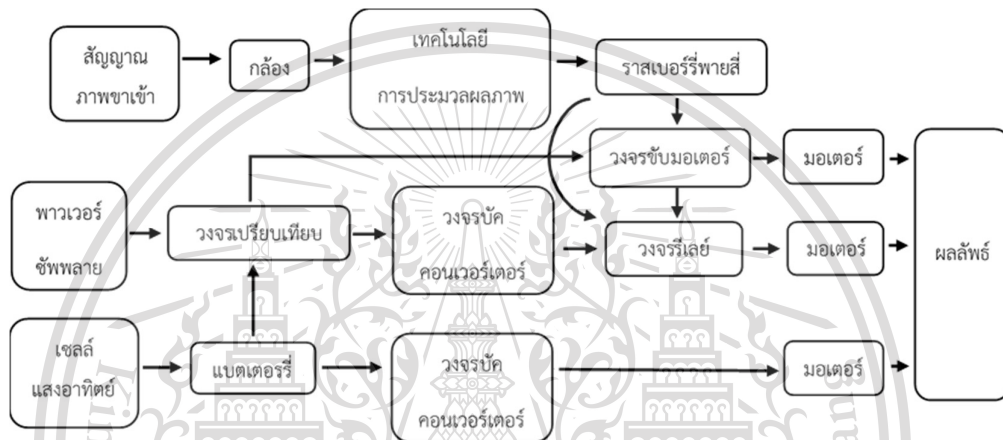 สัญญาณ
ภาพขาเข้า
กล้อง
เทคโนโลยี
การประมวลผลภาพ
ราสเบอร์รี่พายสี่
วงจรขับมอเตอร์
มอเตอร์
พาวเวอร์
ซัพพลาย
วงจรเปรียบเทียบ
วงจรบัค
คอนเวอร์เตอร์
วงจรรีเลย์
มอเตอร์
ผลลัพธ์
เซลล์
แสงอาทิตย์
แบตเตอรรี่
วงจรบัค
คอนเวอร์เตอร์
มอเตอร์